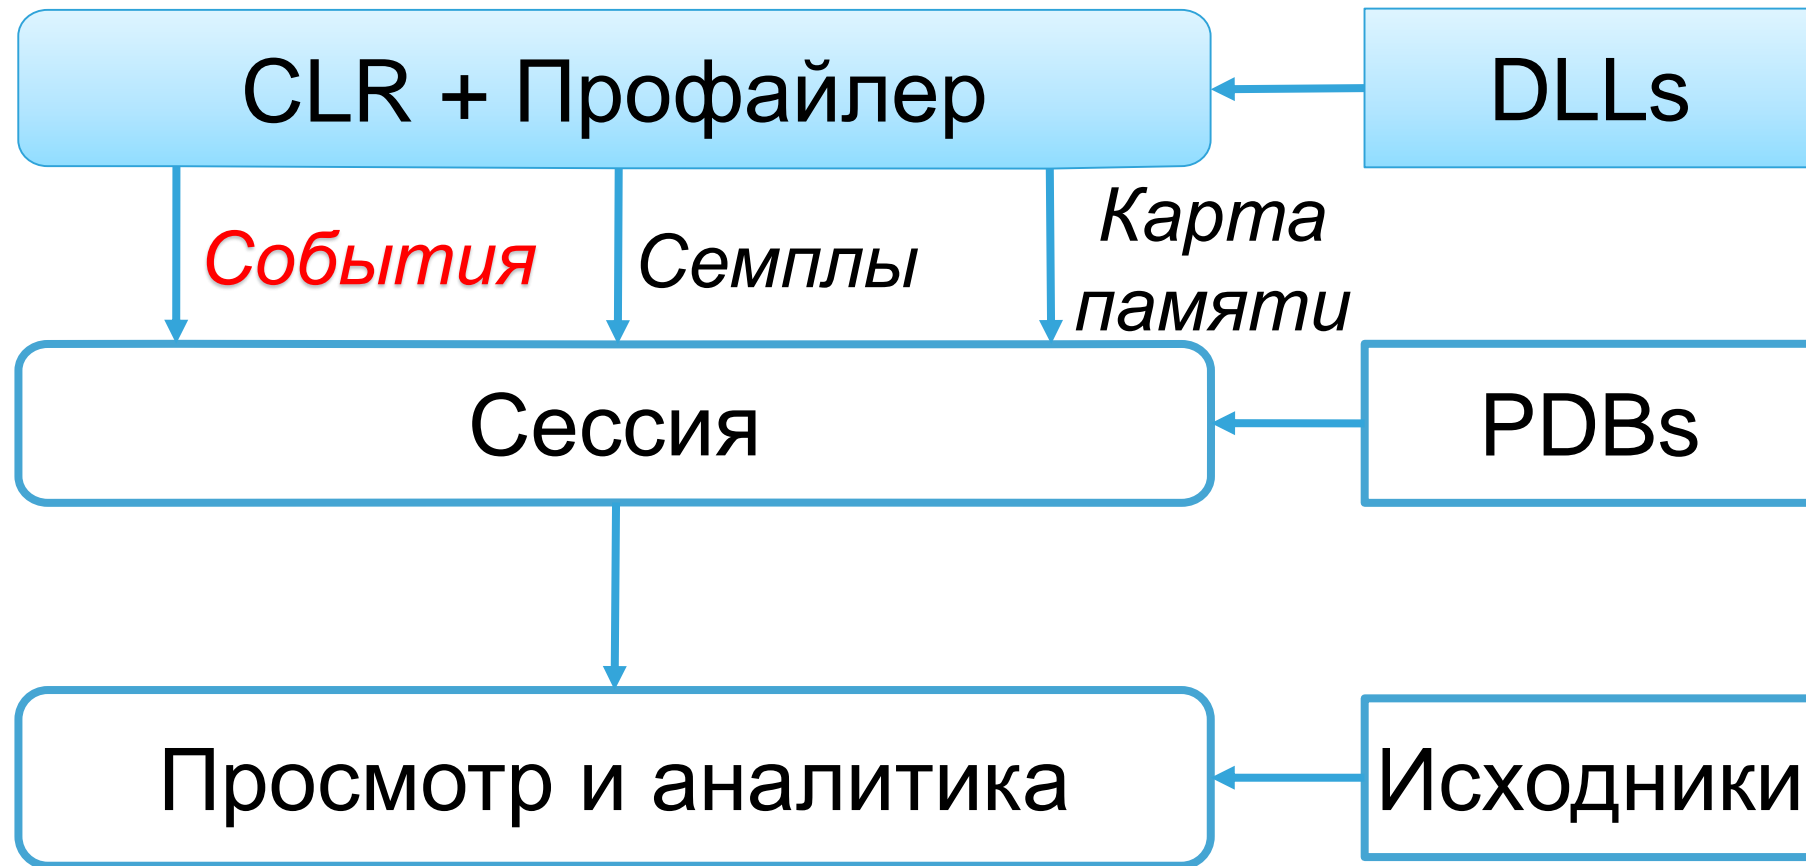 CLR + Профайлер
DLLs
События
Семплы
Карта
памяти
Сессия
PDBs
Просмотр и аналитика
Исходники